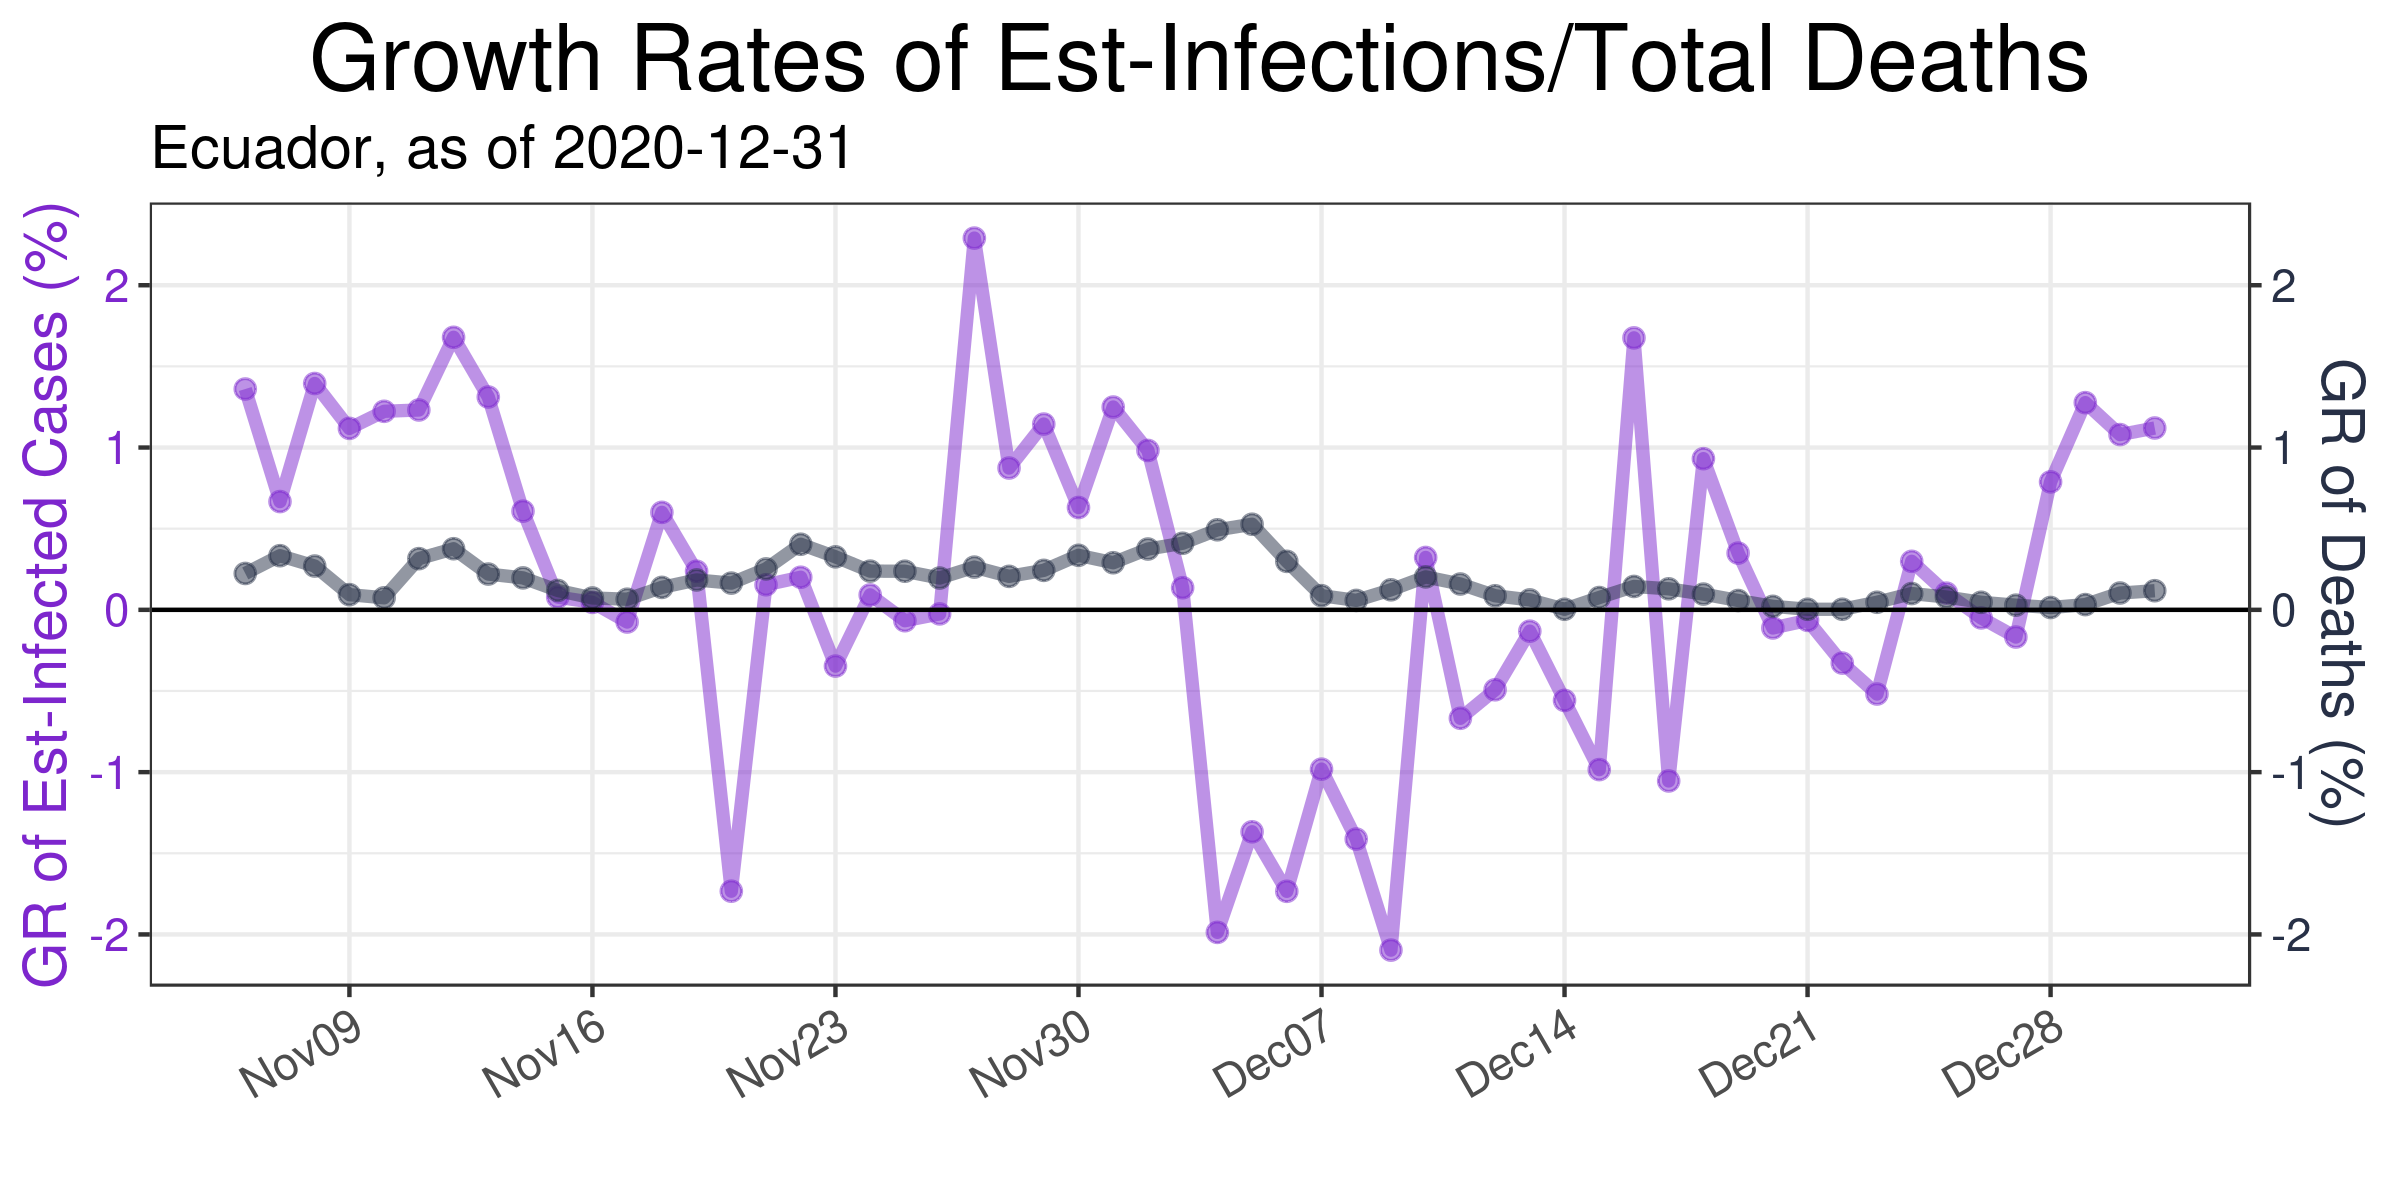 Growth Rates of Est-Infections/Total Deaths
Ecuador, as of 2020-12-31
GR of Est-Infected Cases (%)
2
1
0
-1
-2
2
1
0
-1
-2
GR of Deaths (%)
Nov09
Nov16
Nov23
Nov30
Dec07
Dec14
Dec21
Dec28